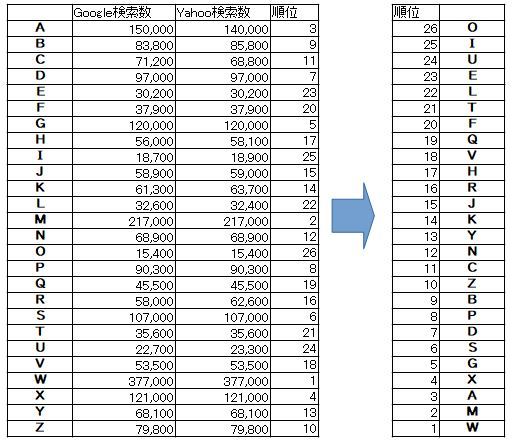 Google検索数 Yahoo検索数 順位
A 150,000 140,000 3
B 83,800 85,800 9
C 71,200 68,800 11
D 97,000 97,000 7
E 30,200 30,200 23
F 37,900 37,900 20
G 120,000 120,000 5
H 56,000 58,100 17
I 18,700 18,900 25
J 58,900 59,000 15
K 61,300 63,700 14
L 32,600 32,400 22
M 217,000 217,000 2
N 68,900 68,900 12
O 15,400 15,400 26
P 90,300 90,300 8
Q 45,500 45,500 19
R 58,000 62,600 16
S 107,000 107,000 6
T 35,600 35,600 21
U 22,700 23,300 24
V 53,500 53,500 18
W 377,000 377,000 1
X 121,000 121,000 4
Y 68,100 68,100 13
Z 79,800 79,800 10
順位
26 O
25 I
24 U
23 E
22 L
21 T
20 F
19 Q
18 V
17 H
16 R
15 J
14 K
13 Y
12 N
11 C
10 Z
9 B
8 P
7 D
6 S
5 G
4 X
3 A
2 M
1 W